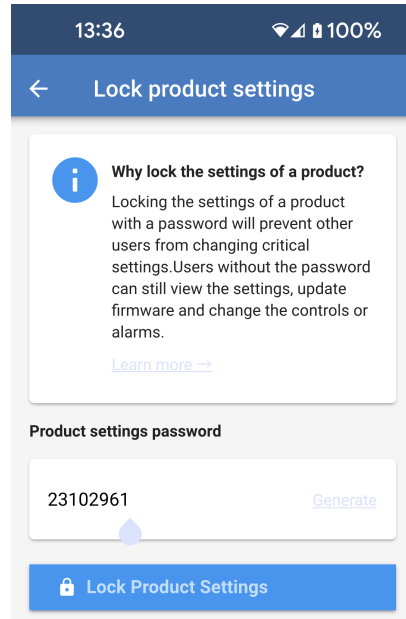 13:36 100%
Lock product settings
Why lock the settings of a product?
Locking the settings of a product
with a password will prevent other
users from changing critical
settings.Users without the password
can still view the settings, update
firmware and change the controls or
alarms.
Learn more →
Product settings password
23102961 Generate
Lock Product Settings